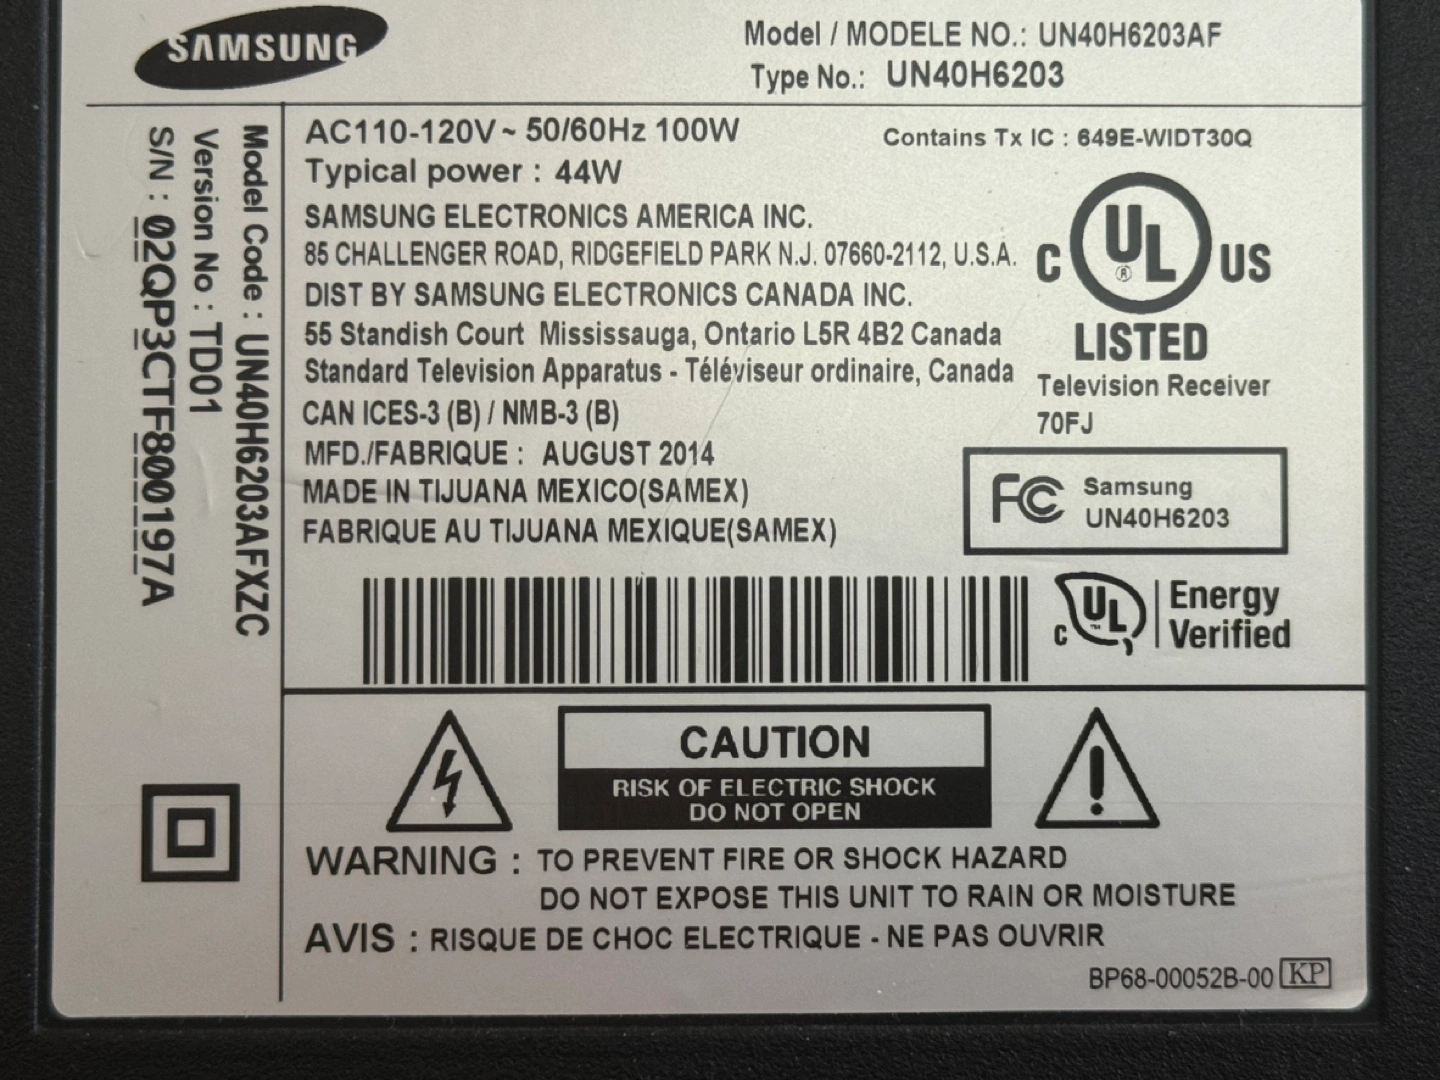 SAMSUNG
Model / MODELE NO.: UN40H6203AF
Type No.: UN40H6203
Model Code : UN40H6203AFXZC
Version No : TD01
S/N : 02QP3CTF800197A
AC110-120V ~ 50/60Hz 100W
Contains Tx IC : 649E-WIDT30Q
Typical power : 44W
SAMSUNG ELECTRONICS AMERICA INC.
85 CHALLENGER ROAD, RIDGEFIELD PARK N.J. 07660-2112, U.S.A.
DIST BY SAMSUNG ELECTRONICS CANADA INC.
55 Standish Court Mississauga, Ontario L5R 4B2 Canada
Standard Television Apparatus - Téléviseur ordinaire, Canada
CAN ICES-3 (B) / NMB-3 (B)
MFD./FABRIQUE : AUGUST 2014
MADE IN TIJUANA MEXICO(SAMEX)
FABRIQUE AU TIJUANA MEXIQUE(SAMEX)
C UL ® US
LISTED
Television Receiver
70FJ
FC Samsung
UN40H6203
C UL ™ Energy
Verified
CAUTION
RISK OF ELECTRIC SHOCK
DO NOT OPEN
WARNING : TO PREVENT FIRE OR SHOCK HAZARD
DO NOT EXPOSE THIS UNIT TO RAIN OR MOISTURE
AVIS : RISQUE DE CHOC ELECTRIQUE - NE PAS OUVRIR
BP68-00052B-00 KP